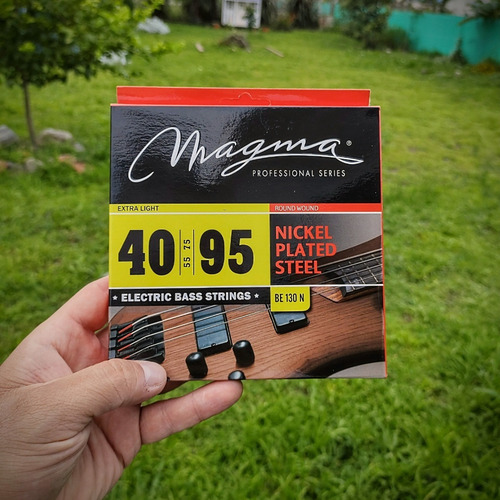 Magma®
PROFESSIONAL SERIES
EXTRA LIGHT
ROUND WOUND
40 55 75 95
NICKEL
PLATED
STEEL
★ ELECTRIC BASS STRINGS ★
BE 130 N